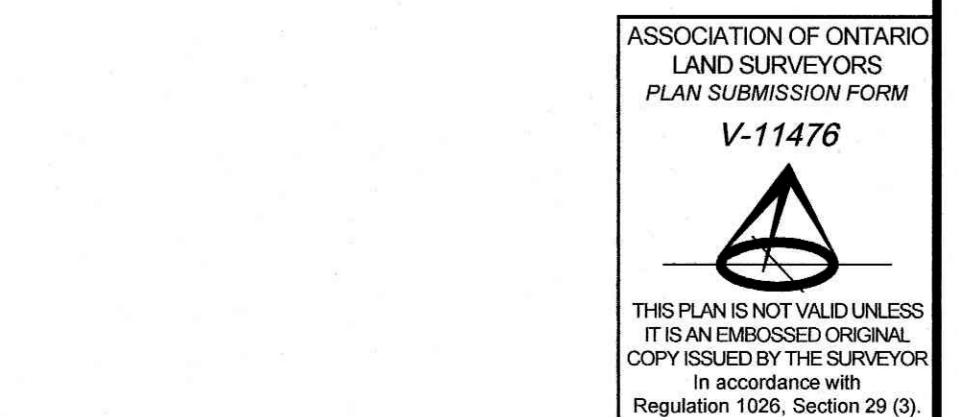 ASSOCIATION OF ONTARIO
LAND SURVEYORS
PLAN SUBMISSION FORM
V-11476
THIS PLAN IS NOT VALID UNLESS
IT IS AN EMBOSSED ORIGINAL
COPY ISSUED BY THE SURVEYOR
In accordance with
Regulation 1026, Section 29 (3).